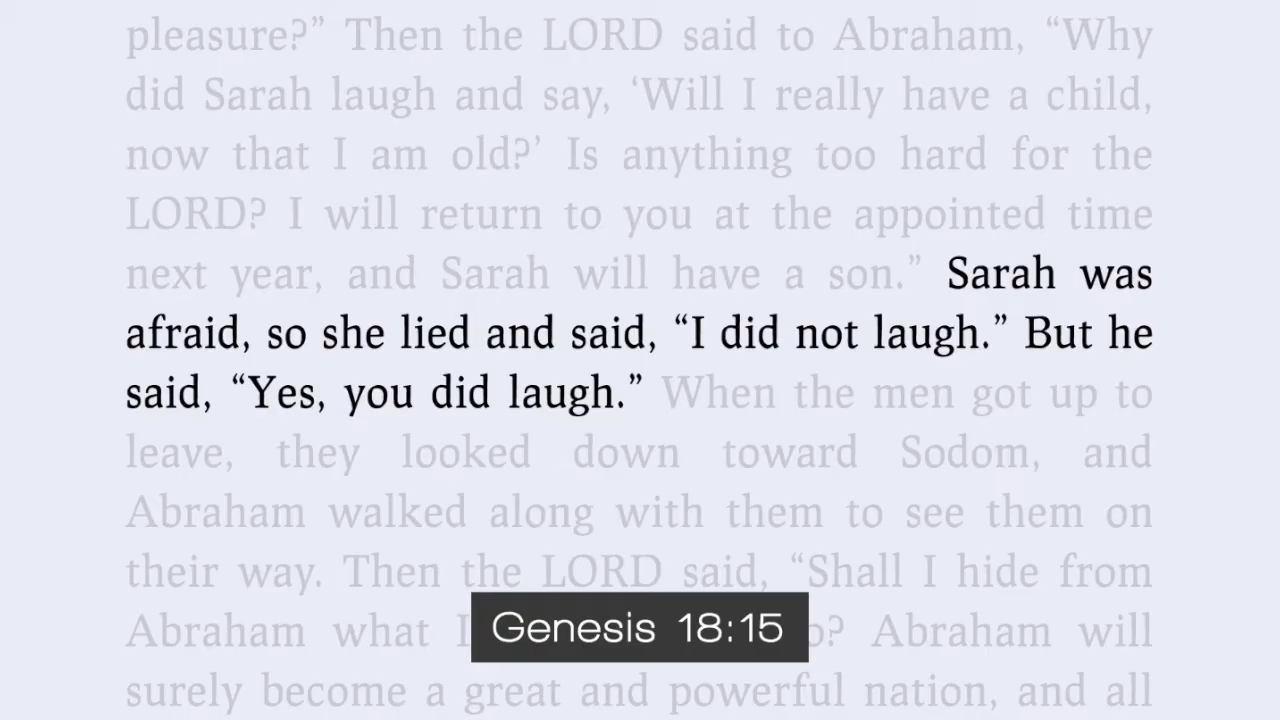 pleasure?” Then the LORD said to Abraham, “Why
did Sarah laugh and say, ‘Will I really have a child,
now that I am old?’ Is anything too hard for the
LORD? I will return to you at the appointed time
next year, and Sarah will have a son.” Sarah was
afraid, so she lied and said, “I did not laugh.” But he
said, “Yes, you did laugh.” When the men got up to
leave, they looked down toward Sodom, and
Abraham walked along with them to see them on
their way. Then the LORD said, “Shall I hide from
Abraham what I Abraham will
Genesis 18:15
surely become a great and powerful nation, and all